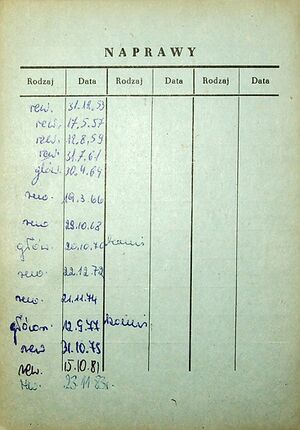 NAPRAWY
Rodzaj Data Rodzaj Data Rodzaj Data
rew. 31.12.53
rew. 17.5.57
rew. 12.8.59
rew. 31.7.61
głów. 30.4.64
rew. 19.3.66
rew 29.10.68
główn. 20.10.70
rew. 22.12.72
rew. 21.11.74
główn. 12.9.77
rew 31.10.79
rew. 15.10.81
rew. 23.11.83r.